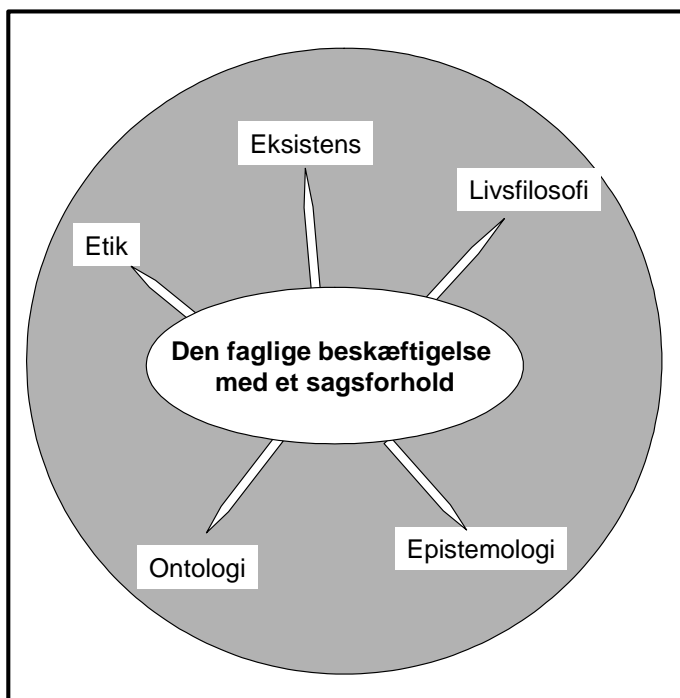 Eksistens
Livsfilosofi
Etik
Den faglige beskæftigelse
med et sagsforhold
Ontologi
Epistemologi